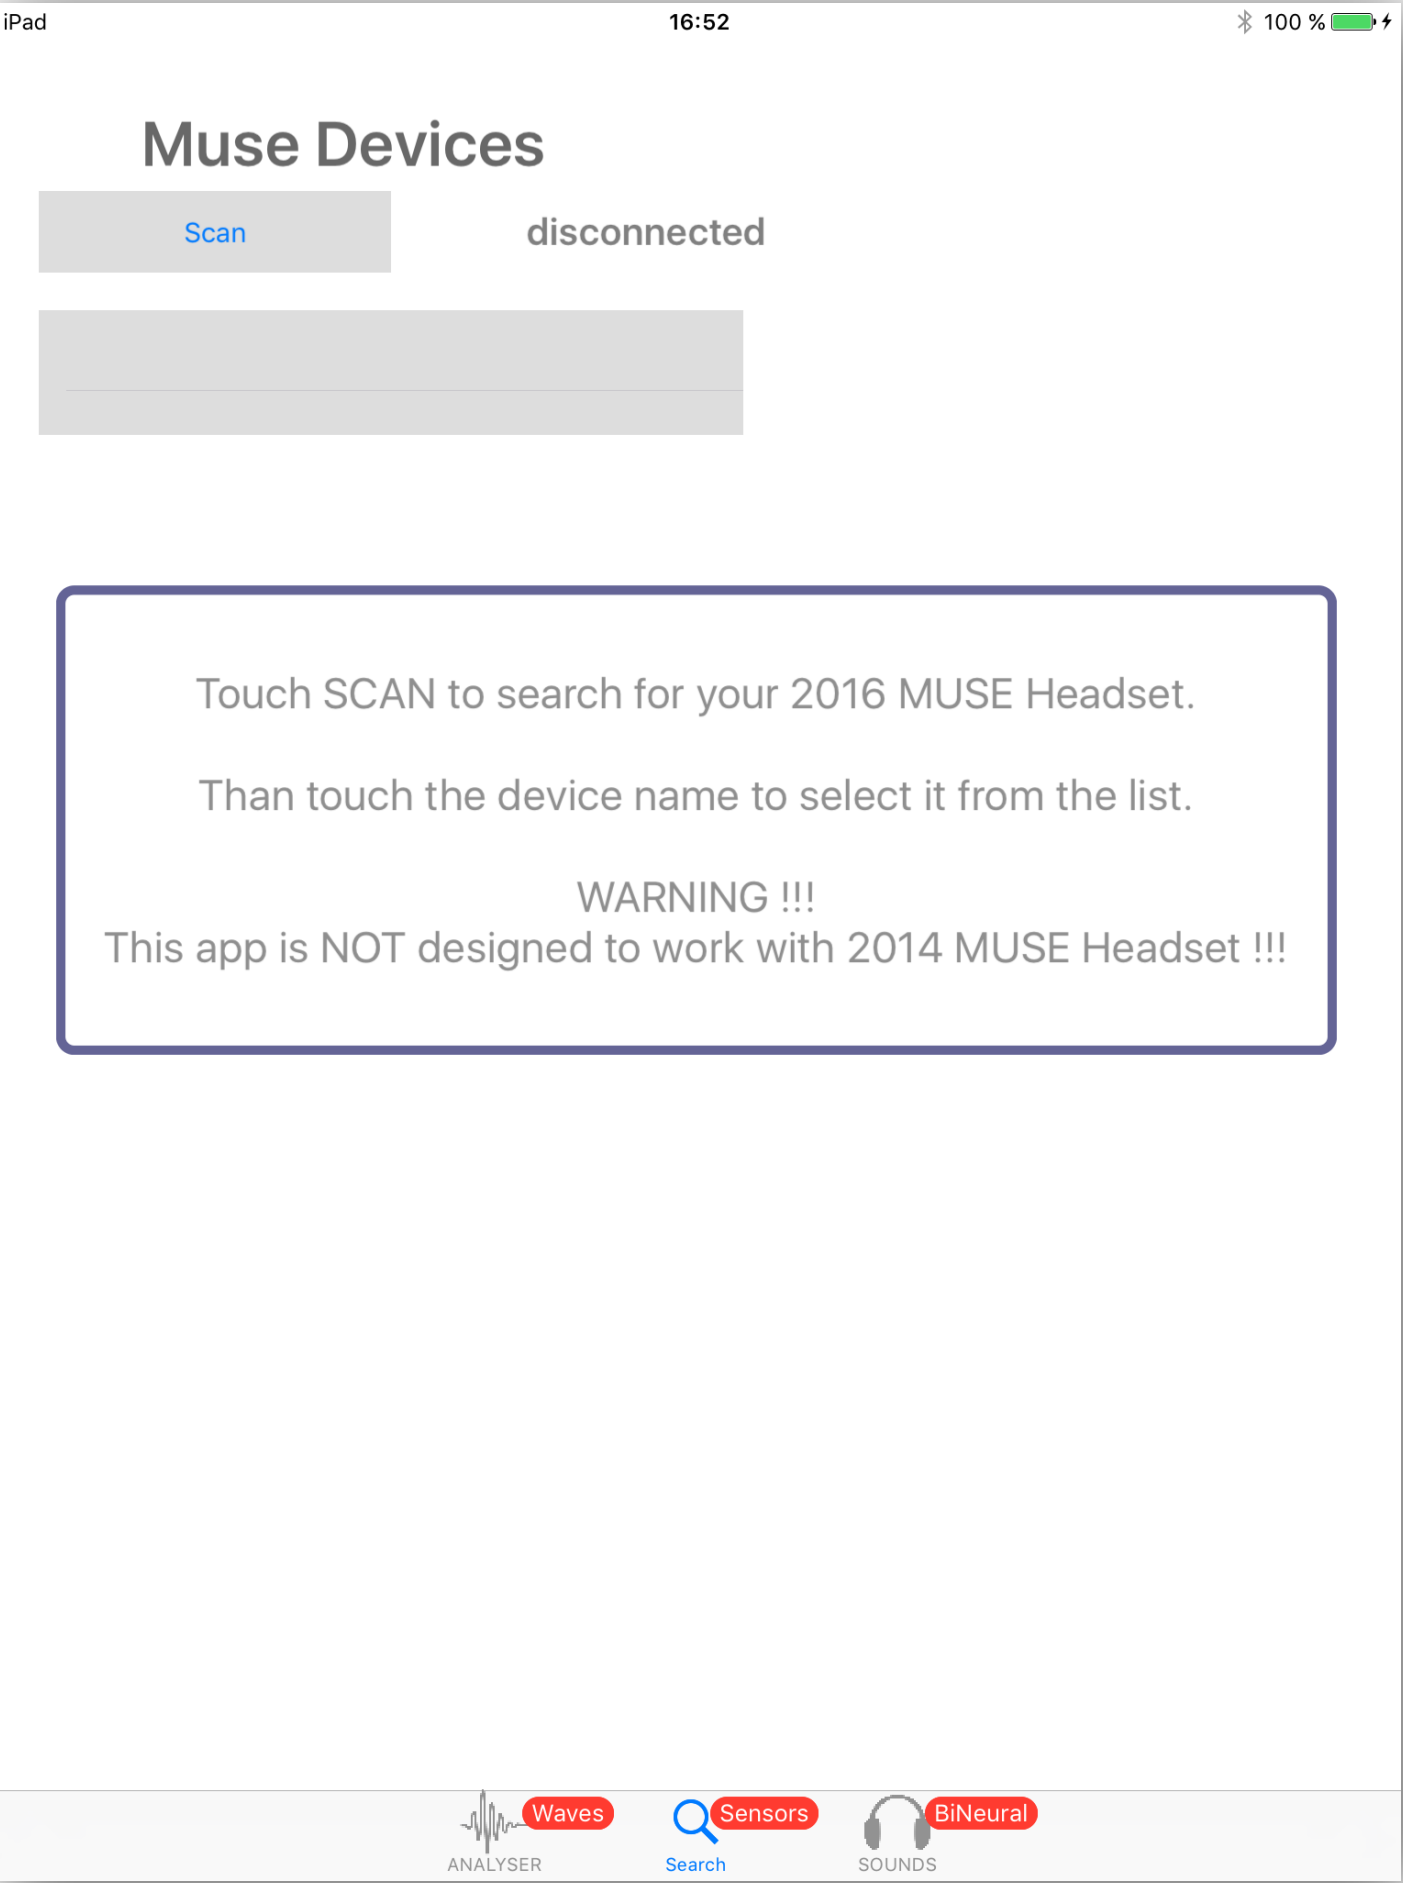 iPad
16:52
100 %
Muse Devices
Scan
disconnected
Touch SCAN to search for your 2016 MUSE Headset.
Than touch the device name to select it from the list.
WARNING !!!
This app is NOT designed to work with 2014 MUSE Headset !!!
Waves
Sensors
BiNeural
ANALYSER
Search
SOUNDS